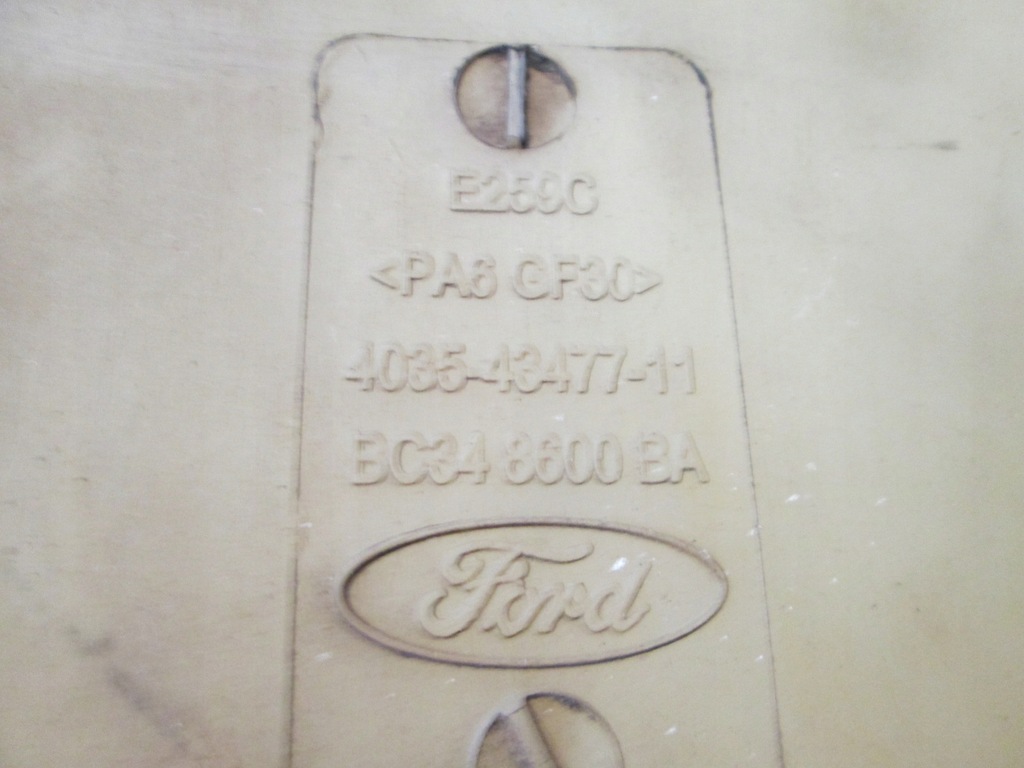 E259C
<PA6 GF30>
4035-43477-11
BC34 8600 BA
Ford